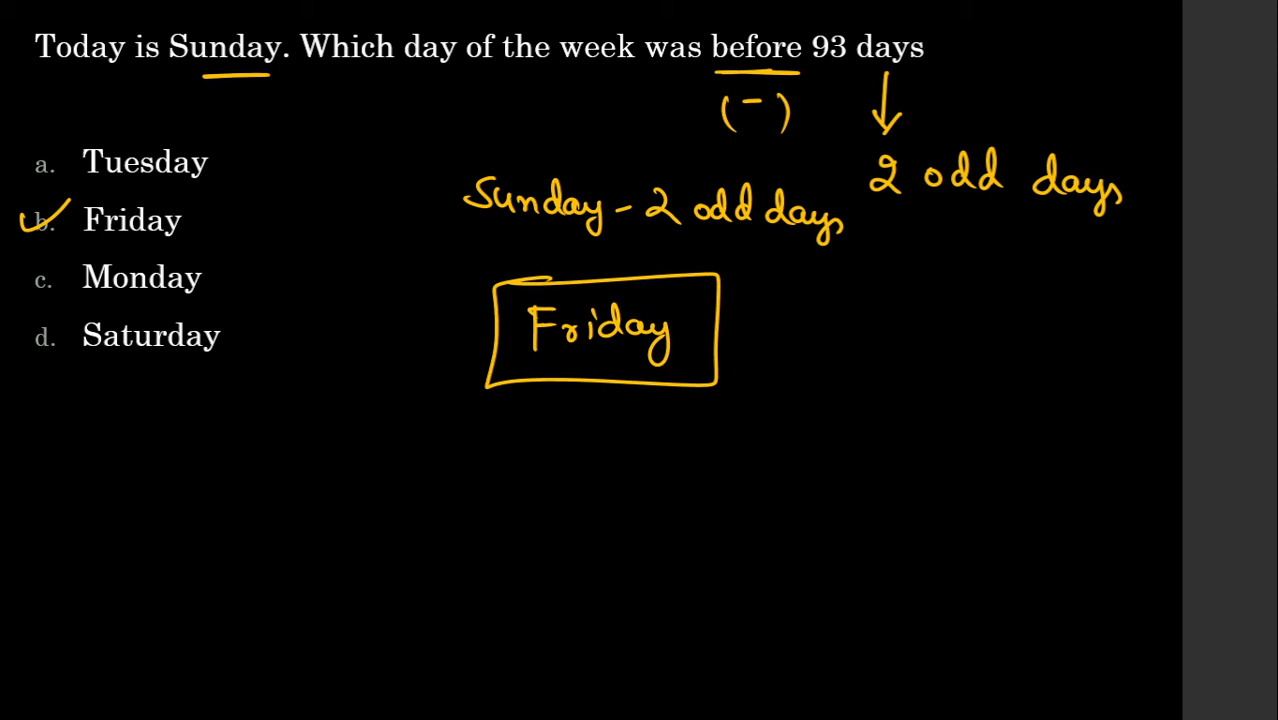 Today is Sunday. Which day of the week was before 93 days
(-)
a. Tuesday
2 odd days
Sunday - 2 odd days
b. Friday
c. Monday
Friday
d. Saturday